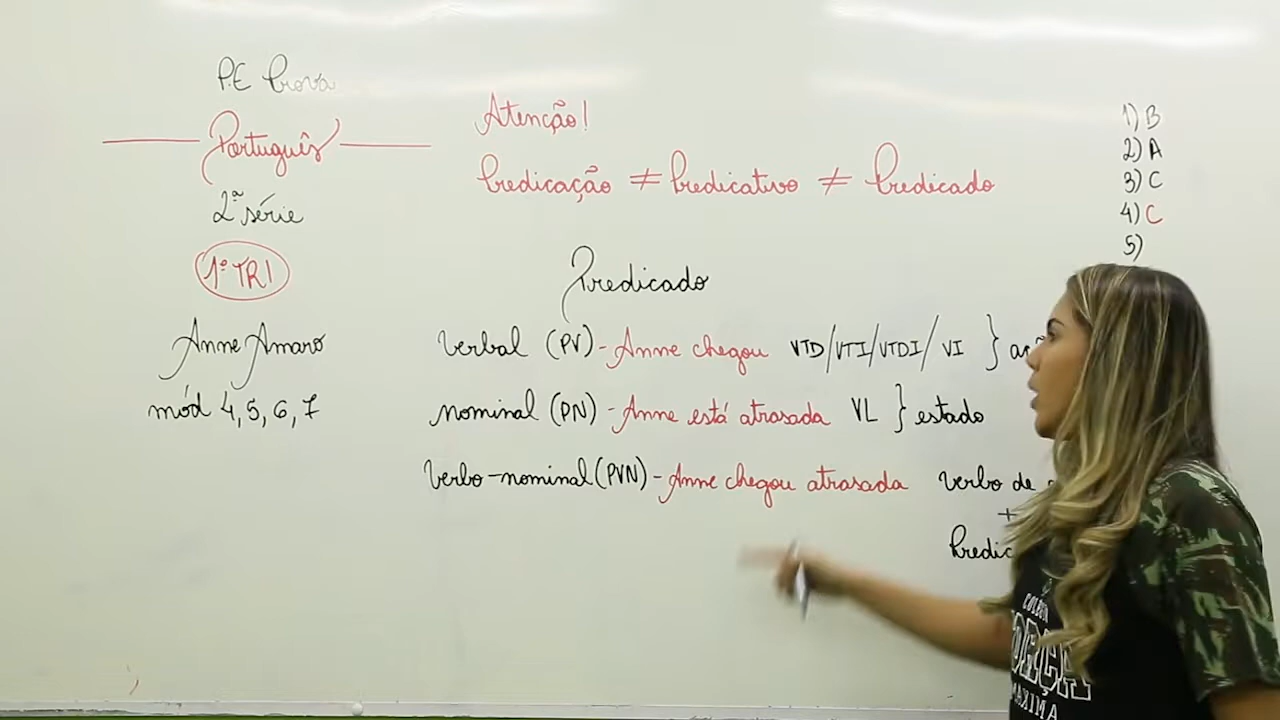 P.E Prova
Português
2ª série
1º TRI
Anne Amaro
mód 4, 5, 6, 7
Atenção!
Predicação ≠ Predicativo ≠ Predicado
Predicado
Verbal (PV) - Anne chegou VTD/VTI/VTDI/ VI }
nominal (PN) - Anne está atrasada VL } estado
Verbo-nominal (PVN) - Anne chegou atrasada verbo de
+
1) B
2) A
3) C
4) C
5)